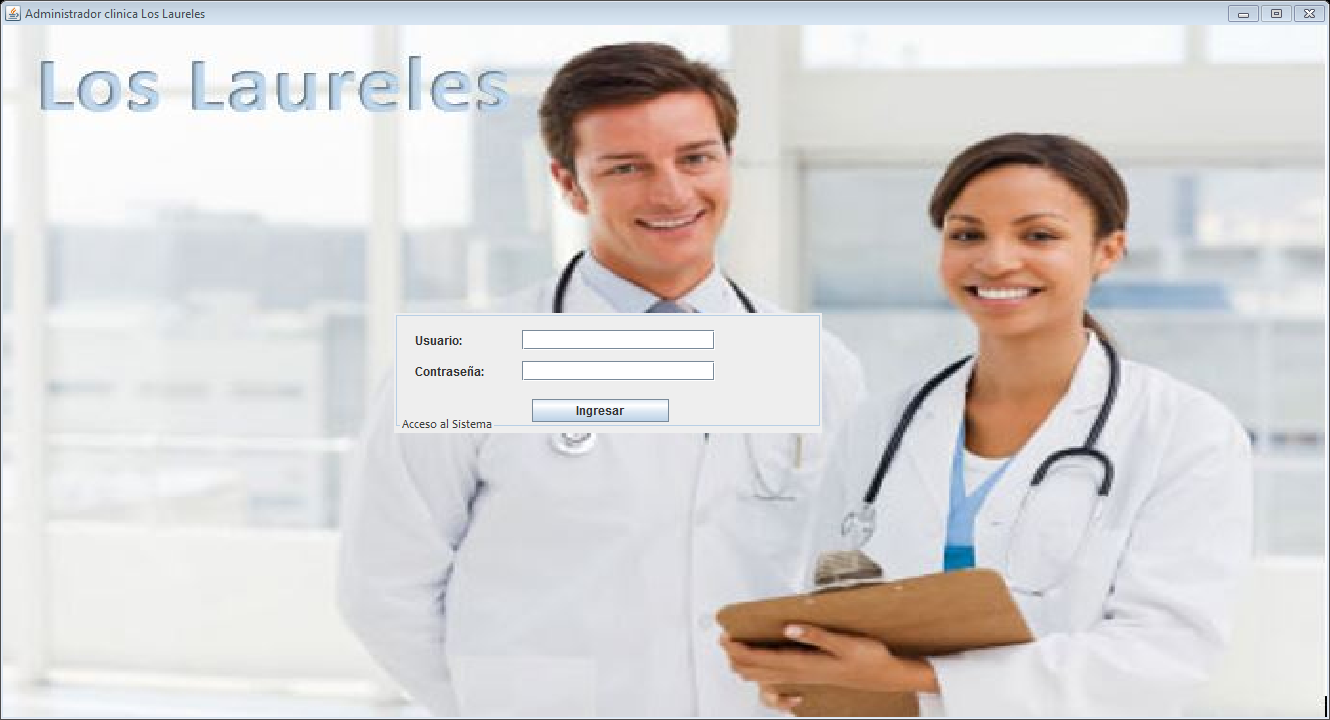 Administrador clinica Los Laureles
Los Laureles
Usuario:
Contraseña:
Ingresar
Acceso al Sistema